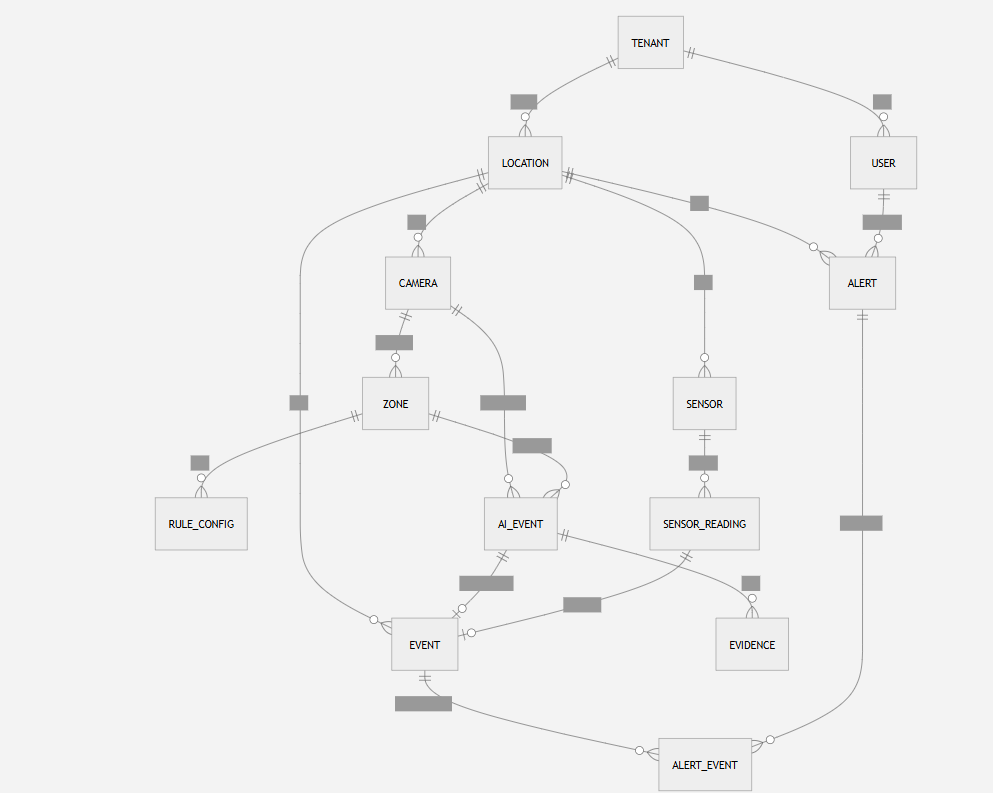 TENANT
LOCATION
USER
CAMERA
ALERT
ZONE
SENSOR
RULE_CONFIG
AI_EVENT
SENSOR_READING
EVENT
EVIDENCE
ALERT_EVENT